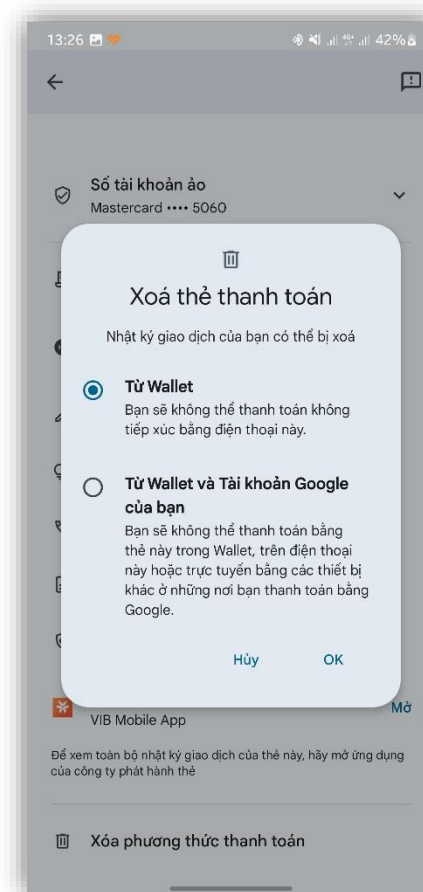 13:26
4G+ 42%
Số tài khoản ảo
Mastercard •••• 5060
Xoá thẻ thanh toán
Nhật ký giao dịch của bạn có thể bị xoá
Từ Wallet
Bạn sẽ không thể thanh toán không
tiếp xúc bằng điện thoại này.
Từ Wallet và Tài khoản Google
của bạn
Bạn sẽ không thể thanh toán bằng
thẻ này trong Wallet, trên điện thoại
này hoặc trực tuyến bằng các thiết bị
khác ở những nơi bạn thanh toán bằng
Google.
Hủy OK
Mở
VIB Mobile App
Để xem toàn bộ nhật ký giao dịch của thẻ này, hãy mở ứng dụng
của công ty phát hành thẻ
Xóa phương thức thanh toán